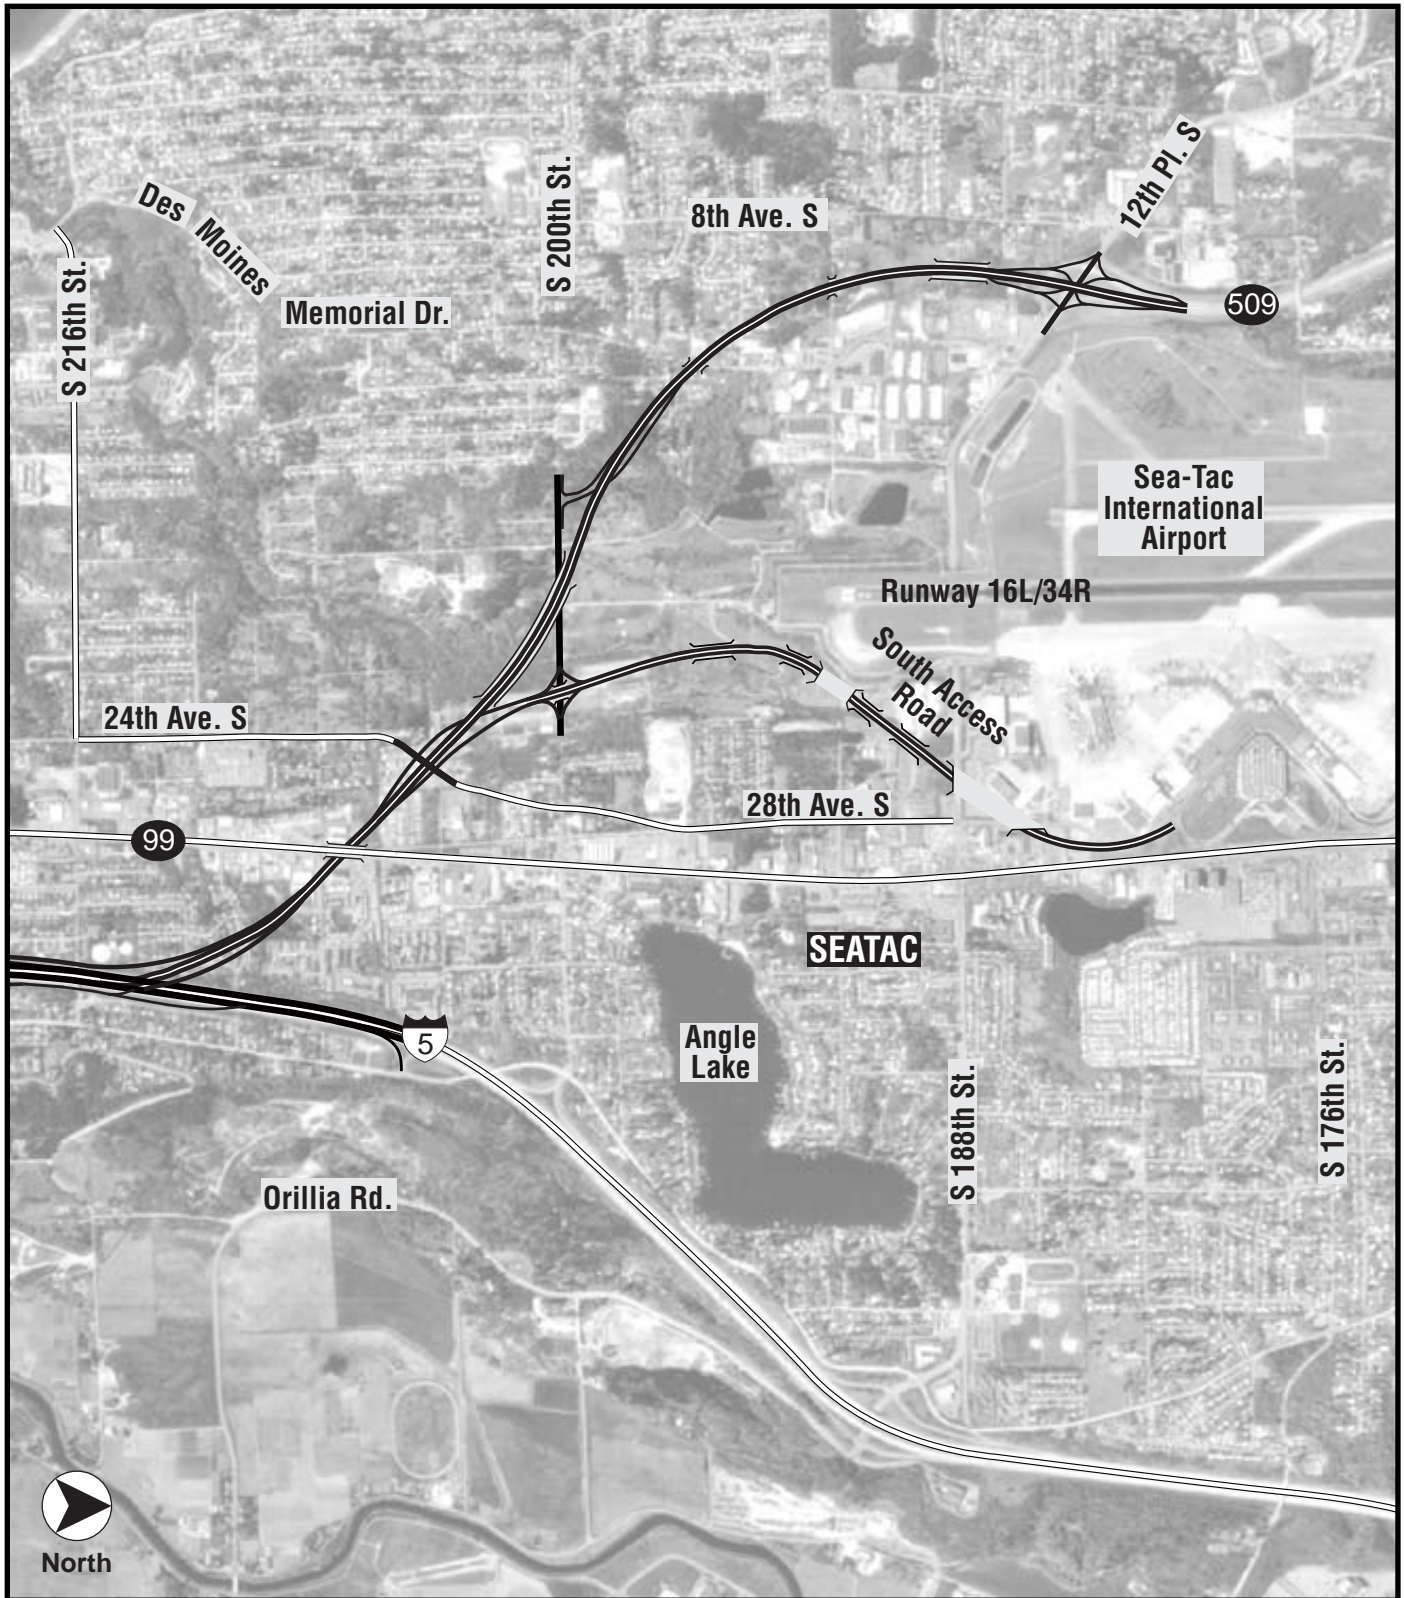 12th Pl. S
S 200th St.
8th Ave. S
Des Moines
Memorial Dr.
S 216th St.
509
Sea-Tac
International
Airport
Runway 16L/34R
South Access
Road
24th Ave. S
28th Ave. S
99
SEATAC
5
Angle
Lake
S 188th St.
S 176th St.
Orillia Rd.
North